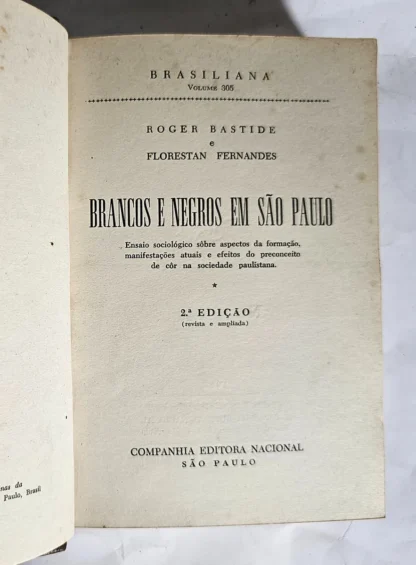 BRASILIANA
VOLUME 305
ROGER BASTIDE
e
FLORESTAN FERNANDES
BRANCOS E NEGROS EM SÃO PAULO
Ensaio sociológico sôbre aspectos da formação,
manifestações atuais e efeitos do preconceito
de côr na sociedade paulistana.
*
2.ª EDIÇÃO
(revista e ampliada)
COMPANHIA EDITORA NACIONAL
SÃO PAULO
da
Paulo, Brasil